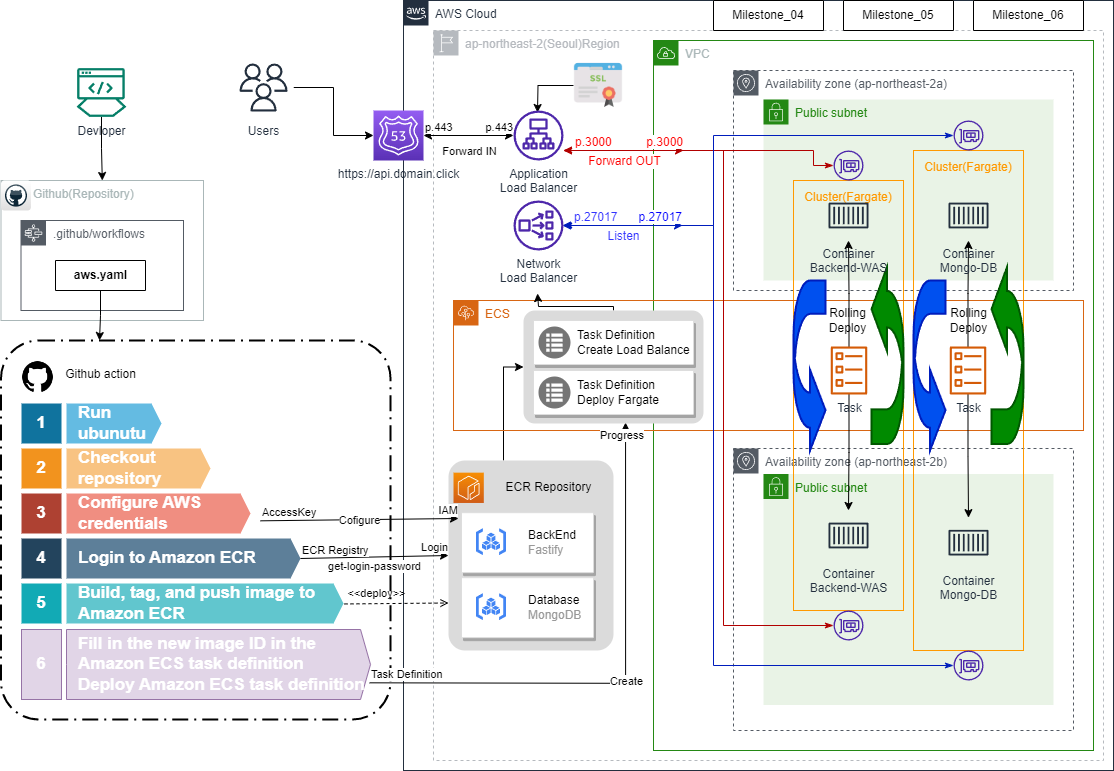 aws
AWS Cloud
Milestone_04
Milestone_05
Milestone_06
ap-northeast-2(Seoul)Region
VPC
SSL
Availability zone (ap-northeast-2a)
Public subnet
Devloper
Users
53
https://api.domain.click
p.443
p.443
Forward IN
Application
Load Balancer
p.3000
p.3000
Forward OUT
Network
Load Balancer
p.27017
p.27017
Listen
Cluster(Fargate)
Cluster(Fargate)
Container
Backend-WAS
Container
Mongo-DB
Github(Repository)
.github/workflows
aws.yaml
ECS
Task Definition
Create Load Balance
Task Definition
Deploy Fargate
Rolling
Deploy
Rolling
Deploy
Task
Task
Progress
Github action
1
Run
ubunutu
2
Checkout
repository
3
Configure AWS
credentials
4
Login to Amazon ECR
5
Build, tag, and push image to
Amazon ECR
6
Fill in the new image ID in the
Amazon ECS task definition
Deploy Amazon ECS task definition
AccessKey
Cofigure
IAM
ECR Registry
Login
get-login-password
<<deploy>>
Task Definition
Create
ECR Repository
BackEnd
Fastify
Database
MongoDB
Availability zone (ap-northeast-2b)
Public subnet
Container
Backend-WAS
Container
Mongo-DB